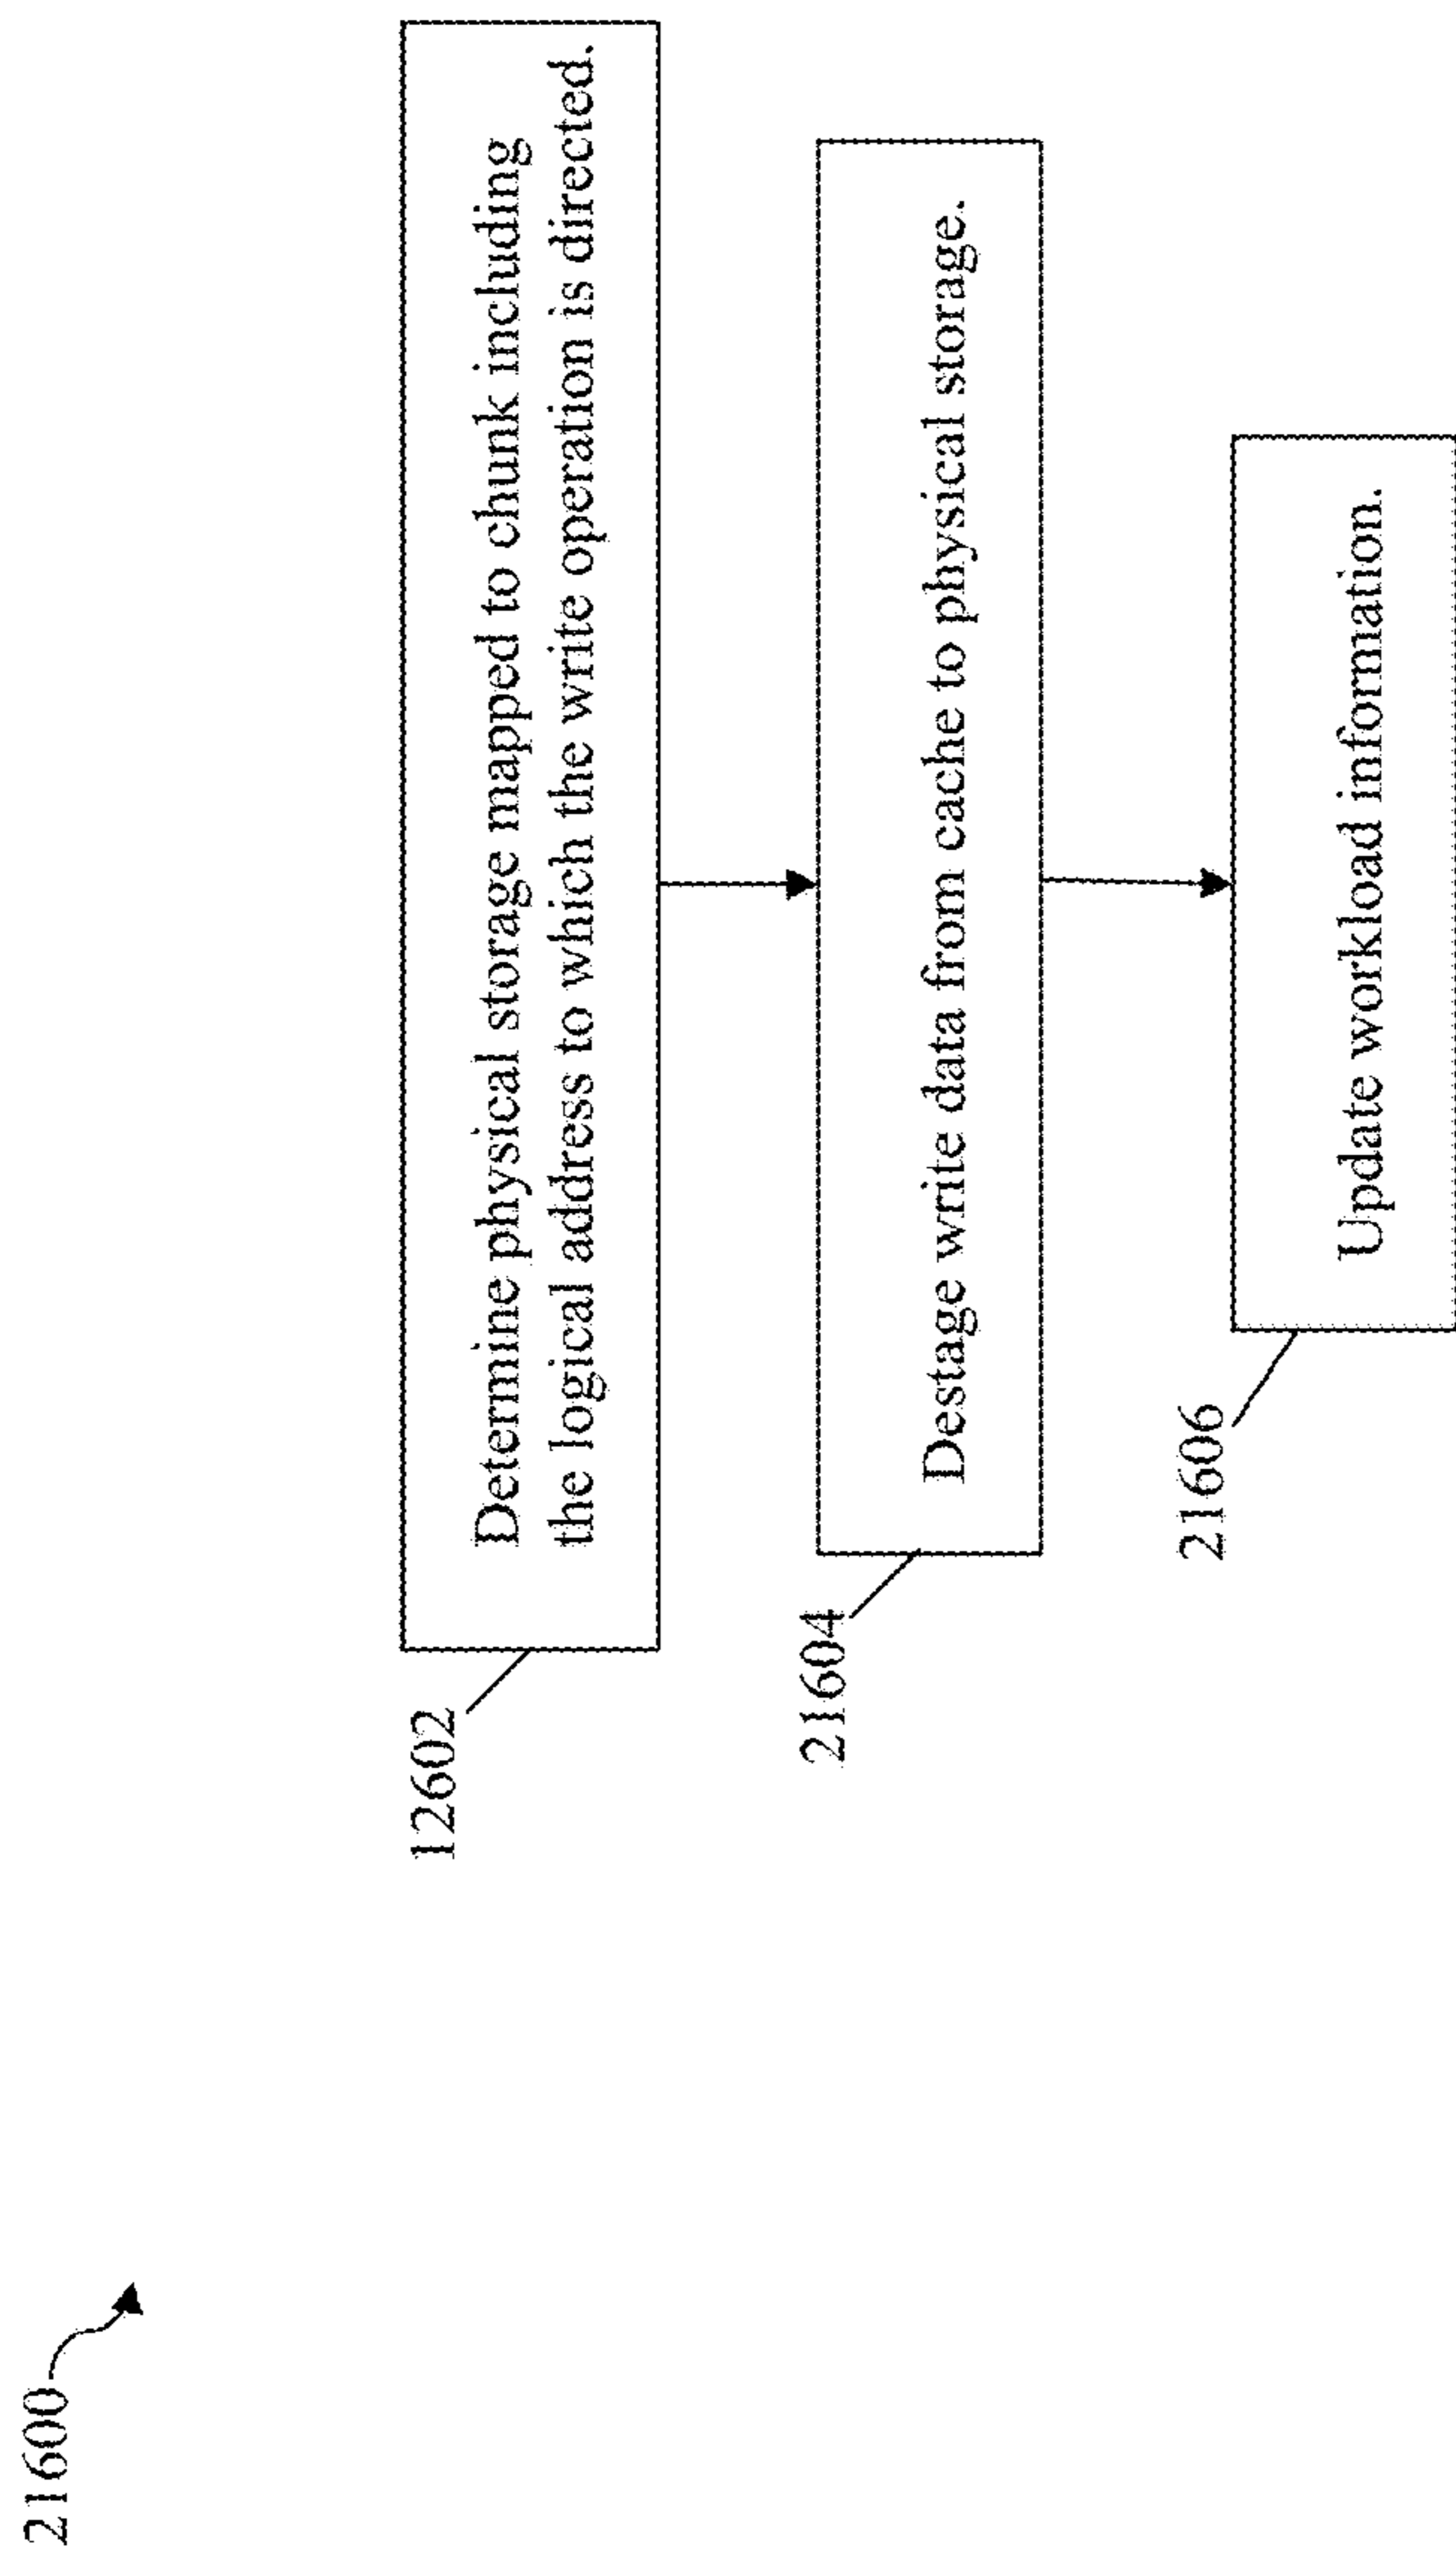 21600
12602
Determine physical storage mapped to chunk including
the logical address to which the write operation is directed.
21604
Destage write data from cache to physical storage.
21606
Update workload information.